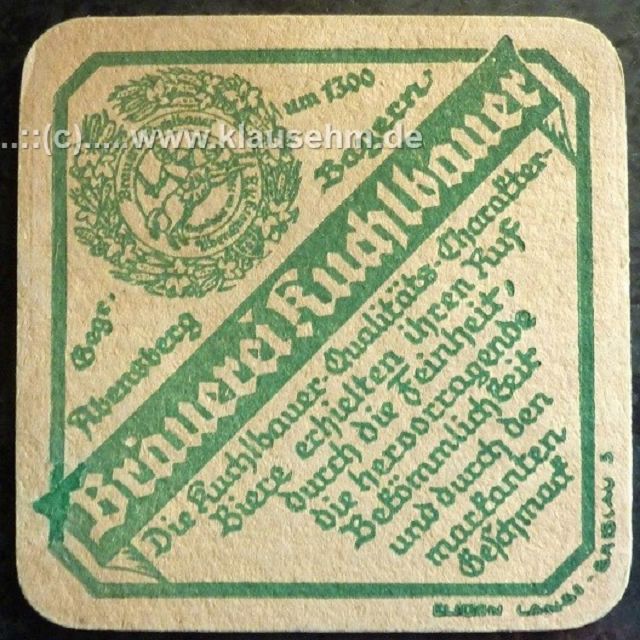 um 1300
..::(c).....www.klausehm.de
Gegr.
Abensberg Bayern
Brauerei Kuchlbauer
Die Kuchlbauer-Qualitäts-Charakter-
Biere erhielten ihren Ruf
durch die Feinheit,
die hervorragende
Bekömmlichkeit
und durch den
markanten
Geschmack